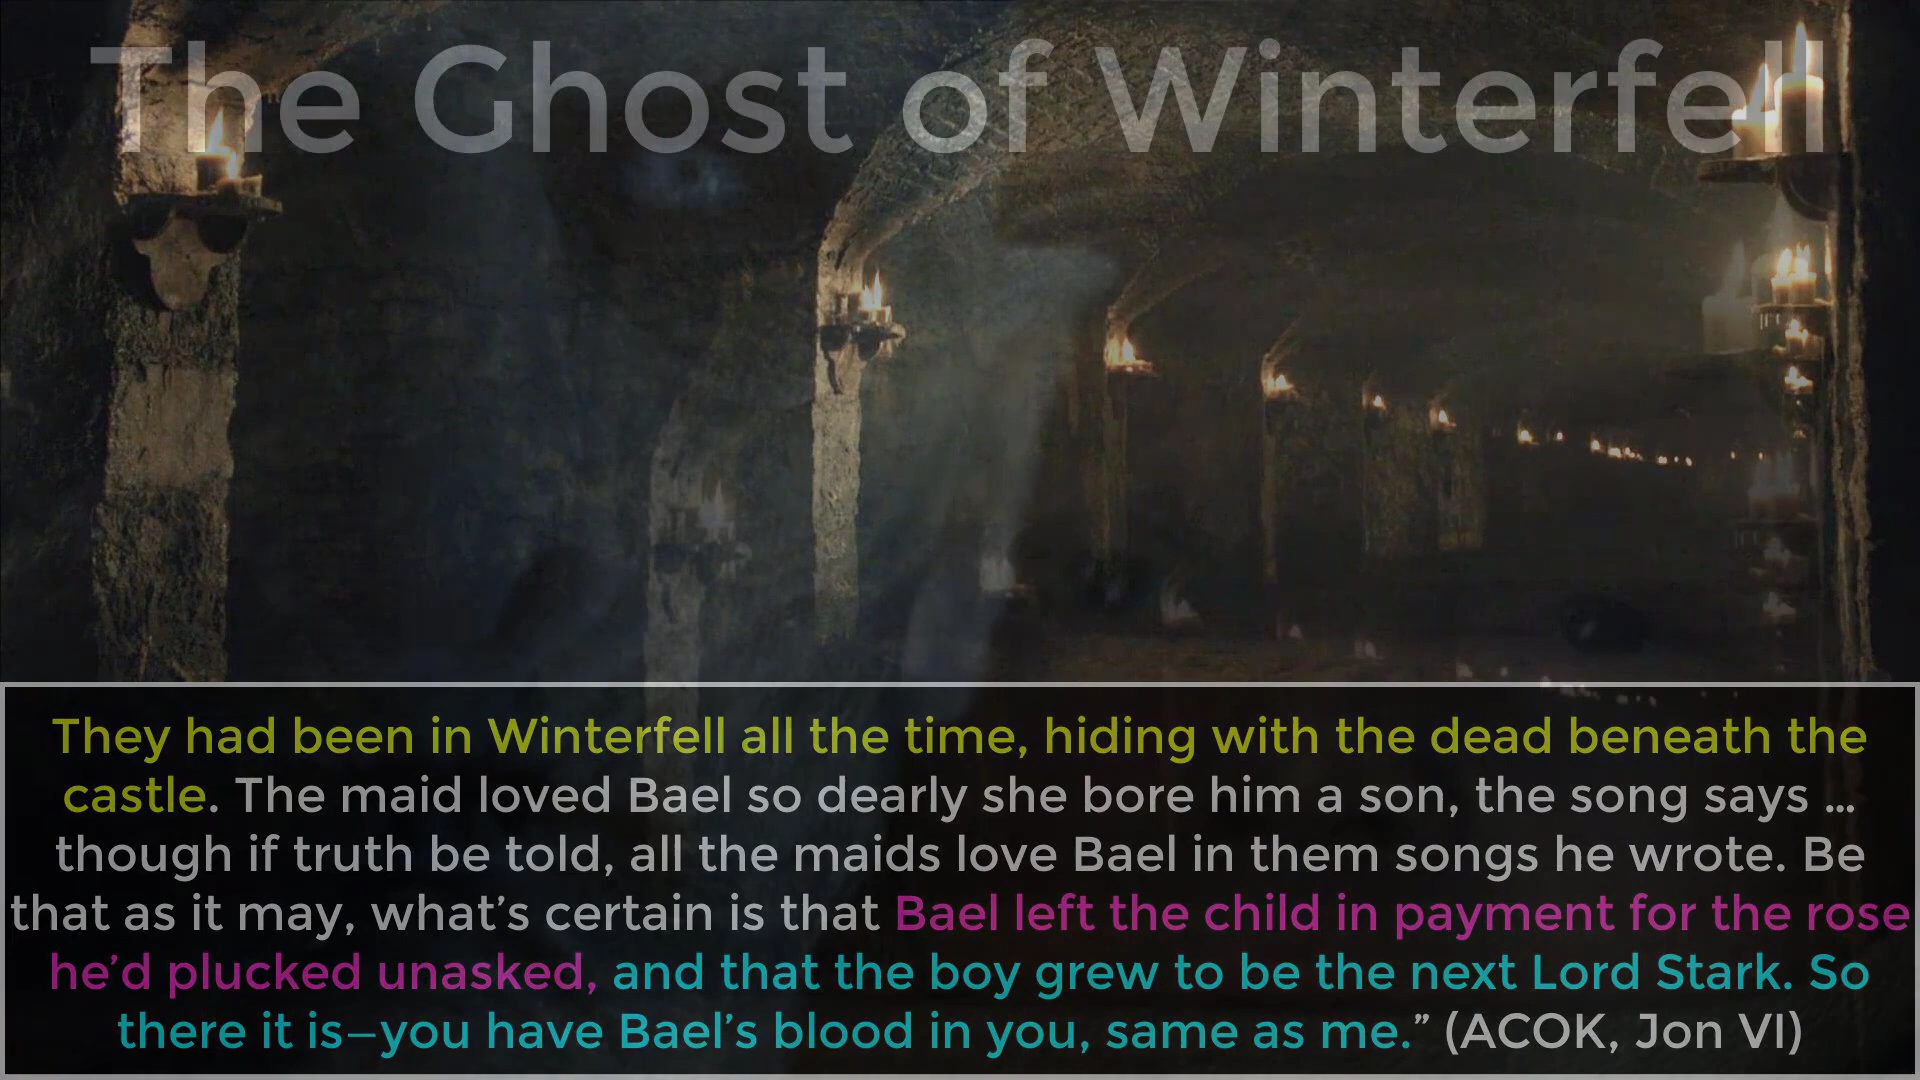 The Ghost of Winterfell
They had been in Winterfell all the time, hiding with the dead beneath the
castle. The maid loved Bael so dearly she bore him a son, the song says …
though if truth be told, all the maids love Bael in them songs he wrote. Be
that as it may, what’s certain is that Bael left the child in payment for the rose
he’d plucked unasked, and that the boy grew to be the next Lord Stark. So
there it is—you have Bael’s blood in you, same as me.” (ACOK, Jon VI)